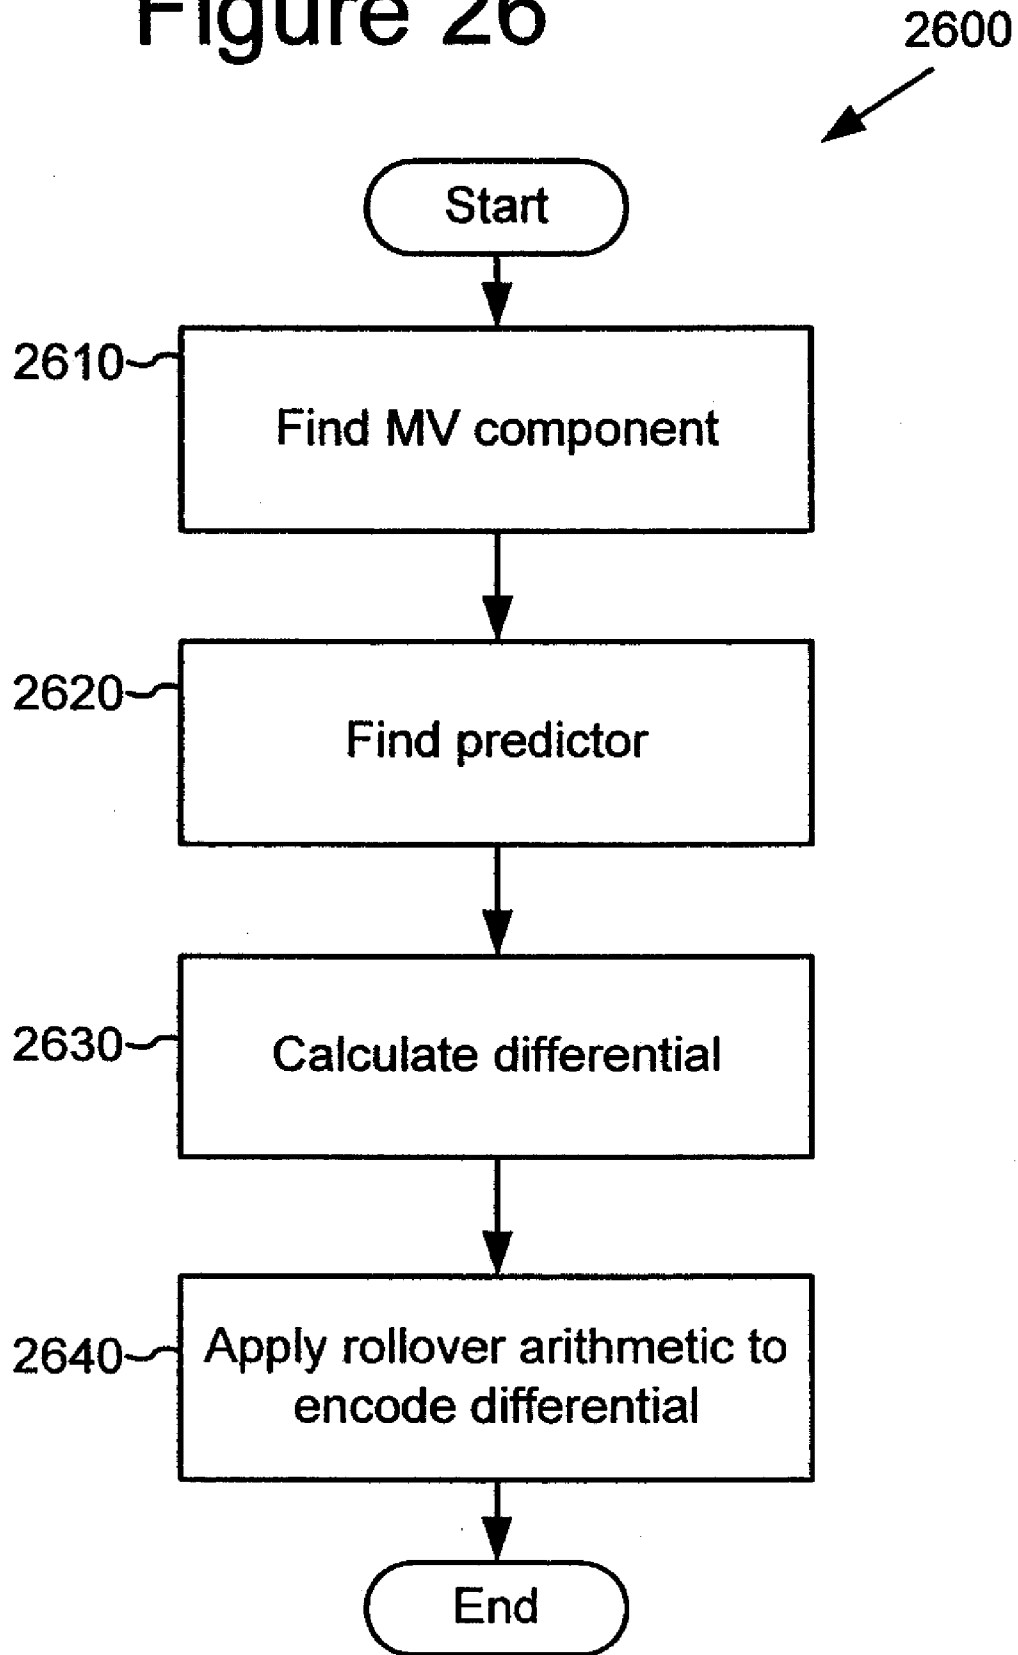 Figure 26
2600
Start
2610
Find MV component
2620
Find predictor
2630
Calculate differential
2640
Apply rollover arithmetic to
encode differential
End